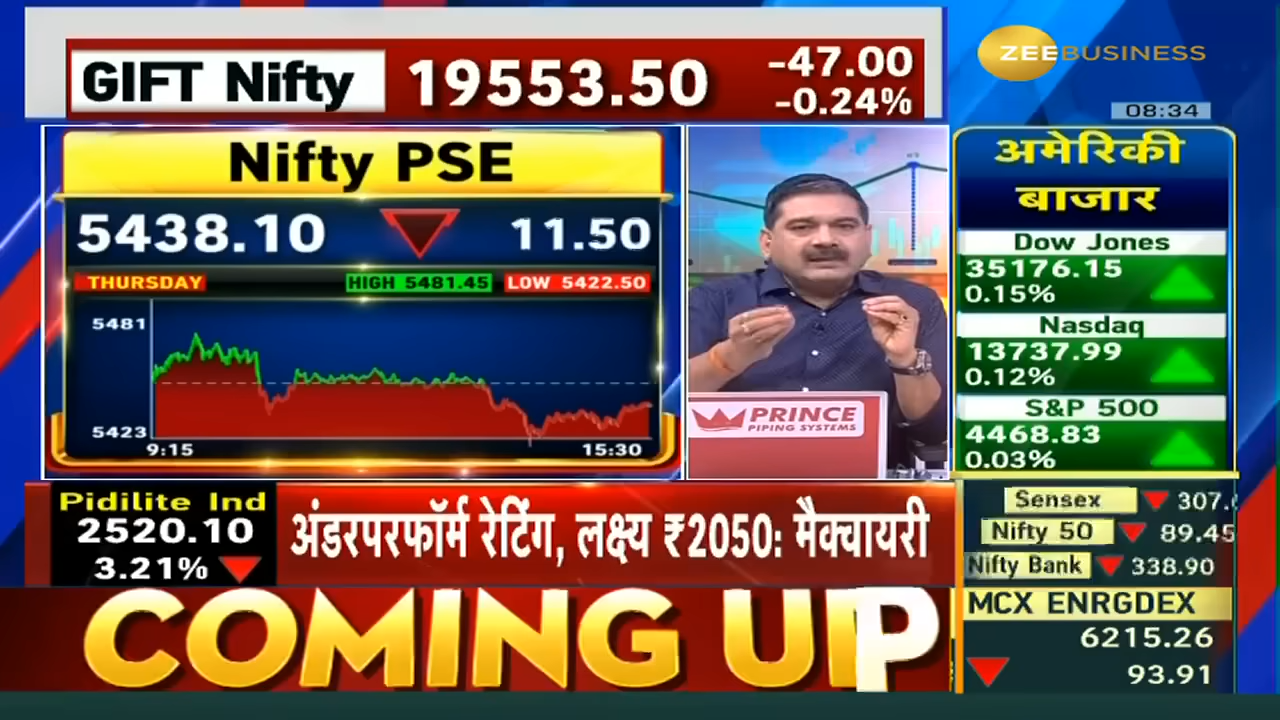 GIFT Nifty
19553.50
-47.00
-0.24%
ZEEBUSINESS
08:34
Nifty PSE
5438.10
11.50
THURSDAY
HIGH 5481.45
LOW 5422.50
5481
5423
9:15
15:30
PRINCE
PIPING SYSTEMS
अमेरिकी
बाजार
Dow Jones
35176.15
0.15%
Nasdaq
13737.99
0.12%
S&P 500
4468.83
0.03%
Pidilite Ind
2520.10
3.21%
अंडरपरफॉर्म रेटिंग, लक्ष्य ₹2050: मैक्वायरी
Sensex
307.
Nifty 50
89.45
Nifty Bank
338.90
MCX ENRGDEX
6215.26
93.91
COMING UP